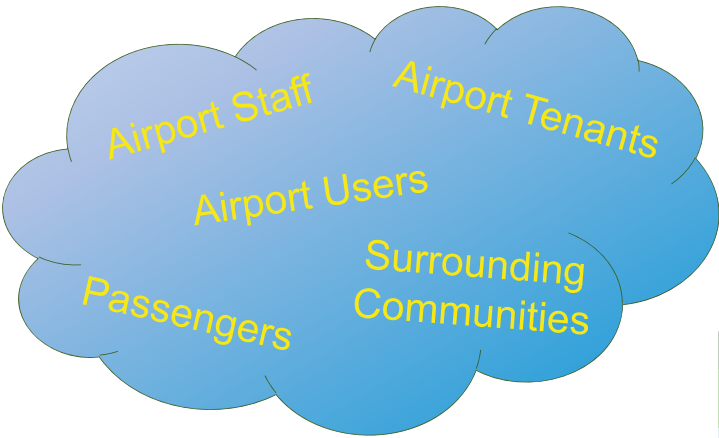 Airport Staff
Airport Tenants
Airport Users
Surrounding
Communities
Passengers